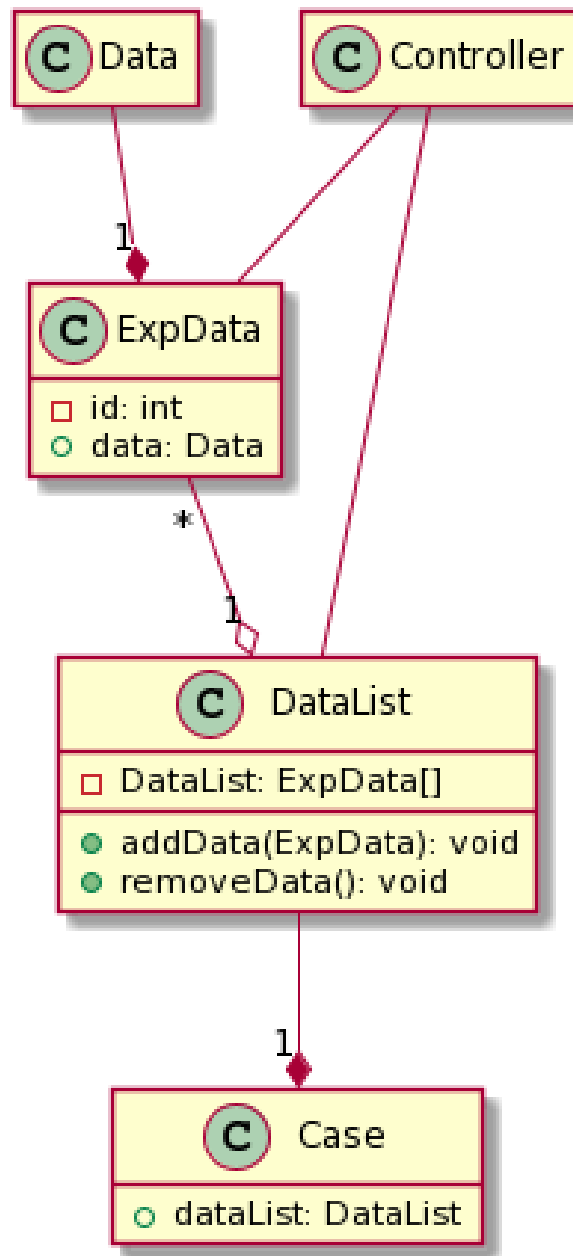 C Data
C Controller
1
C ExpData
id: int
data: Data
*
1
C DataList
DataList: ExpData[]
addData(ExpData): void
removeData(): void
1
C Case
dataList: DataList